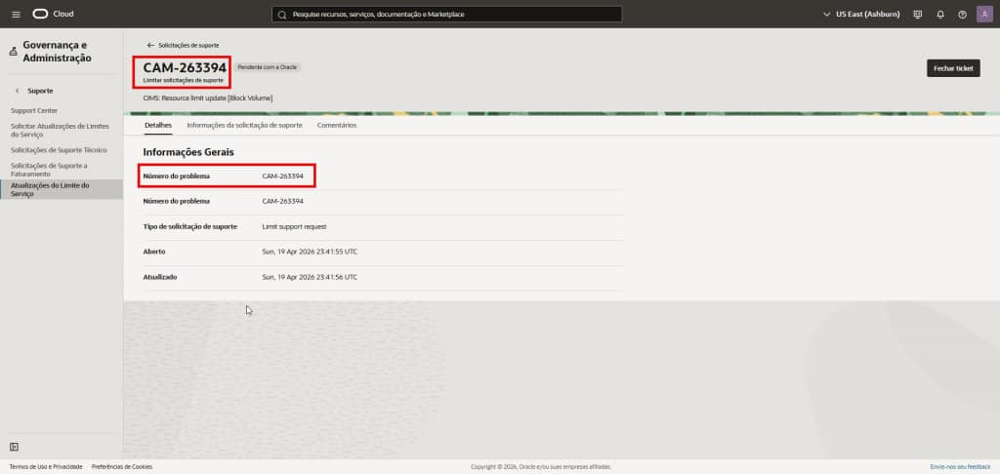 Cloud
Pesquise recursos, serviços, documentação e Marketplace
US East (Ashburn)
A
Governança e
Administração
Suporte
Support Center
Solicitar Atualizações de Limites
do Serviço
Solicitações de Suporte Técnico
Solicitações de Suporte a
Faturamento
Atualizações do Limite do
Serviço
Solicitações de suporte
CAM-263394
Pendente com a Oracle
Limitar solicitações de suporte
CIMS: Resource limit update [Block Volume]
Fechar ticket
Detalhes Informações da solicitação de suporte Comentários
Informações Gerais
Número do problema CAM-263394
Número do problema CAM-263394
Tipo de solicitação de suporte Limit support request
Aberto Sun, 19 Apr 2026 23:41:55 UTC
Atualizado Sun, 19 Apr 2026 23:41:56 UTC
Termos de Uso e Privacidade Preferências de Cookies
Copyright © 2026, Oracle e/ou suas empresas afiliadas.
Envie-nos seu feedback